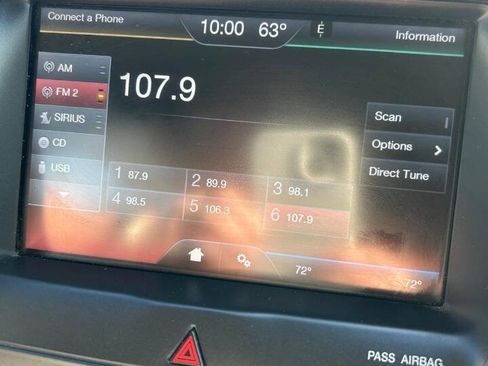 Connect a Phone
10:00 63°
E
Information
AM
FM 2
SIRIUS
CD
USB
107.9
Scan
Options
Direct Tune
1 87.9
2 89.9
3 98.1
4 98.5
5 106.3
6 107.9
72°
72°
PASS AIRBAG